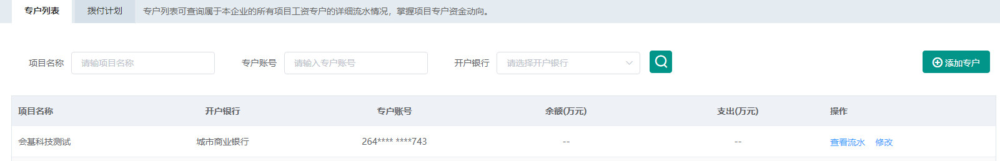 专户列表 拨付计划 专户列表可查询属于本企业的所有项目工资专户的详细流水情况，掌握项目专户资金动向。
项目名称 请输项目名称 专户账号 请输入专户账号 开户银行 请选择开户银行 添加专户
项目名称 开户银行 专户账号 余额(万元) 支出(万元) 操作
会基科技测试 城市商业银行 264**** ****743 -- -- 查看流水 修改